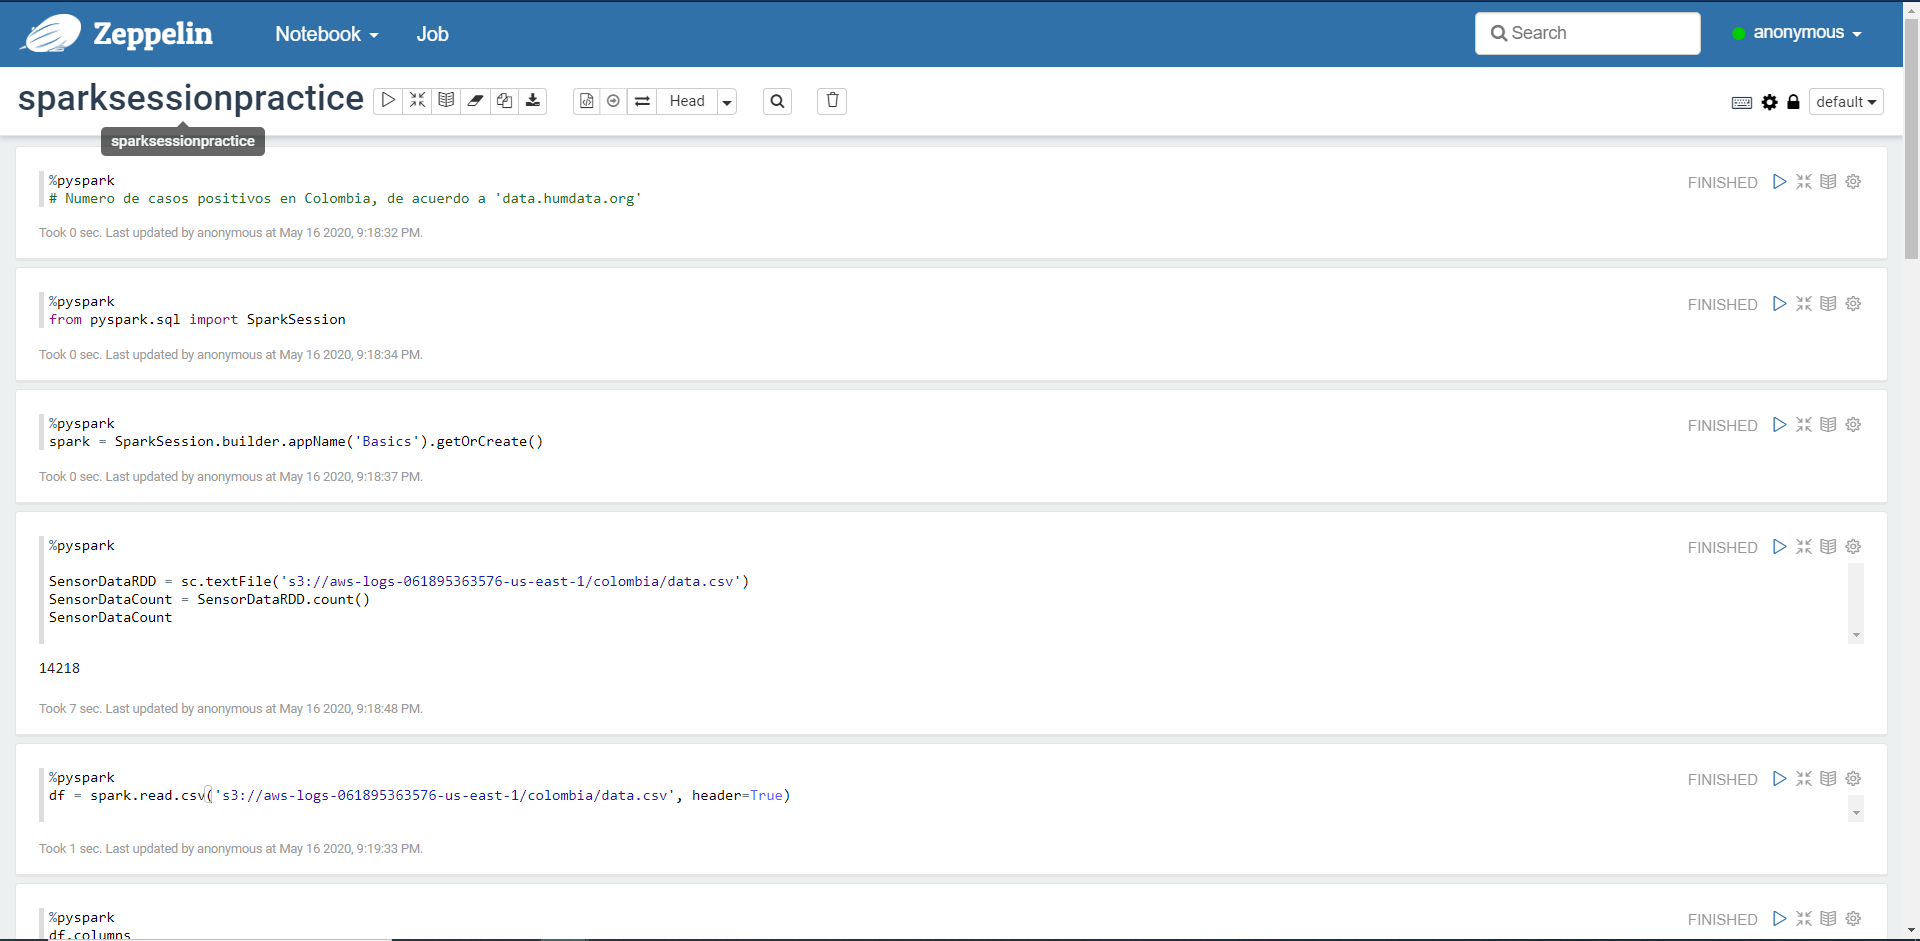 Zeppelin
Notebook
Job
Search
anonymous
sparksessionpractice
Head
default
sparksessionpractice
%pyspark
# Numero de casos positivos en Colombia, de acuerdo a 'data.humdata.org'
FINISHED
Took 0 sec. Last updated by anonymous at May 16 2020, 9:18:32 PM.
%pyspark
from pyspark.sql import SparkSession
FINISHED
Took 0 sec. Last updated by anonymous at May 16 2020, 9:18:34 PM.
%pyspark
spark = SparkSession.builder.appName('Basics').getOrCreate()
FINISHED
Took 0 sec. Last updated by anonymous at May 16 2020, 9:18:37 PM.
%pyspark
SensorDataRDD = sc.textFile('s3://aws-logs-061895363576-us-east-1/colombia/data.csv')
SensorDataCount = SensorDataRDD.count()
SensorDataCount
FINISHED
14218
Took 7 sec. Last updated by anonymous at May 16 2020, 9:18:48 PM.
%pyspark
df = spark.read.csv('s3://aws-logs-061895363576-us-east-1/colombia/data.csv', header=True)
FINISHED
Took 1 sec. Last updated by anonymous at May 16 2020, 9:19:33 PM.
%pyspark
df.columns
FINISHED